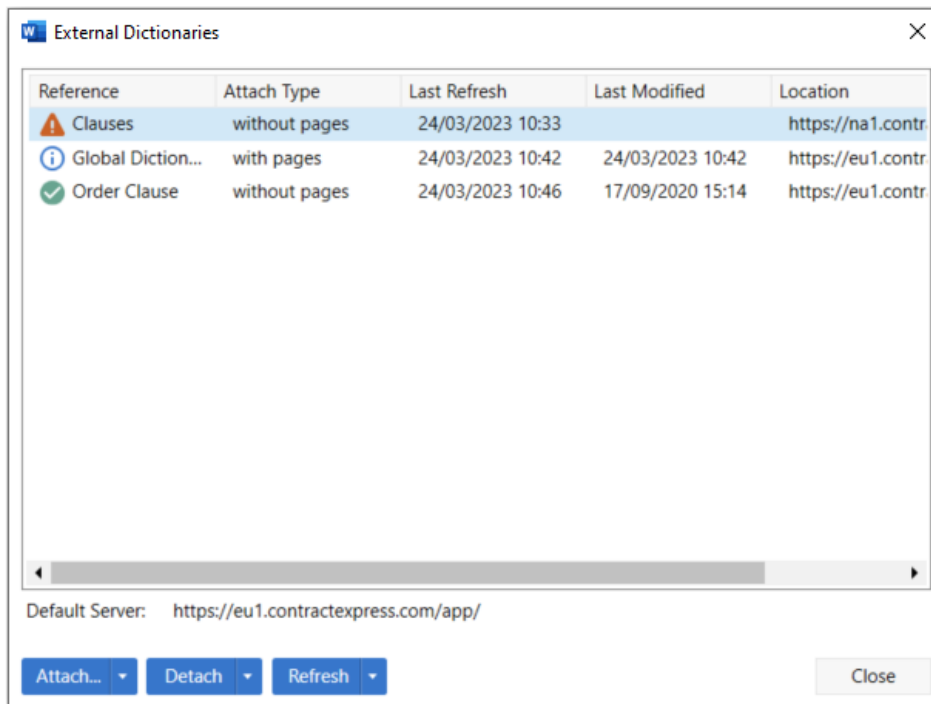 External Dictionaries
Reference Attach Type Last Refresh Last Modified Location
Clauses without pages 24/03/2023 10:33 https://na1.contr
Global Diction... with pages 24/03/2023 10:42 24/03/2023 10:42 https://eu1.contr
Order Clause without pages 24/03/2023 10:46 17/09/2020 15:14 https://eu1.contr
Default Server: https://eu1.contractexpress.com/app/
Attach... Detach Refresh Close